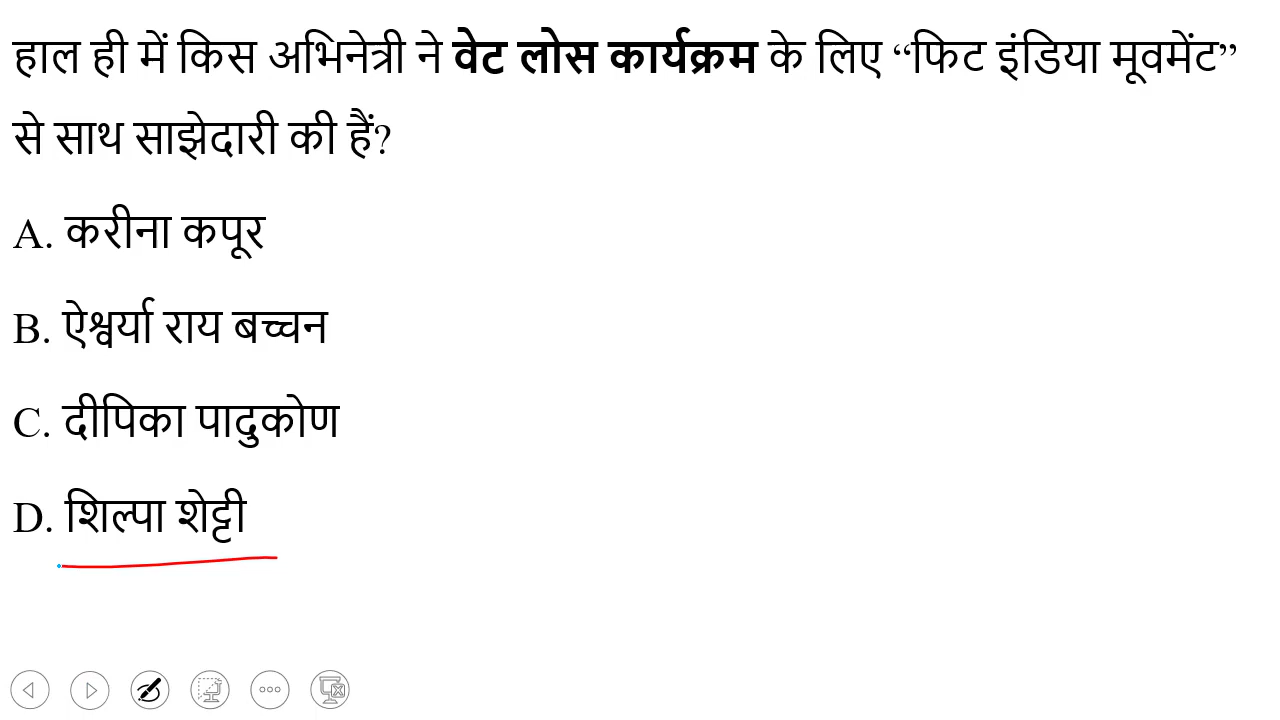 हाल ही में किस अभिनेत्री ने वेट लोस कार्यक्रम के लिए “फिट इंडिया मूवमेंट”
से साथ साझेदारी की हैं?
A. करीना कपूर
B. ऐश्वर्या राय बच्चन
C. दीपिका पादुकोण
D. शिल्पा शेट्टी